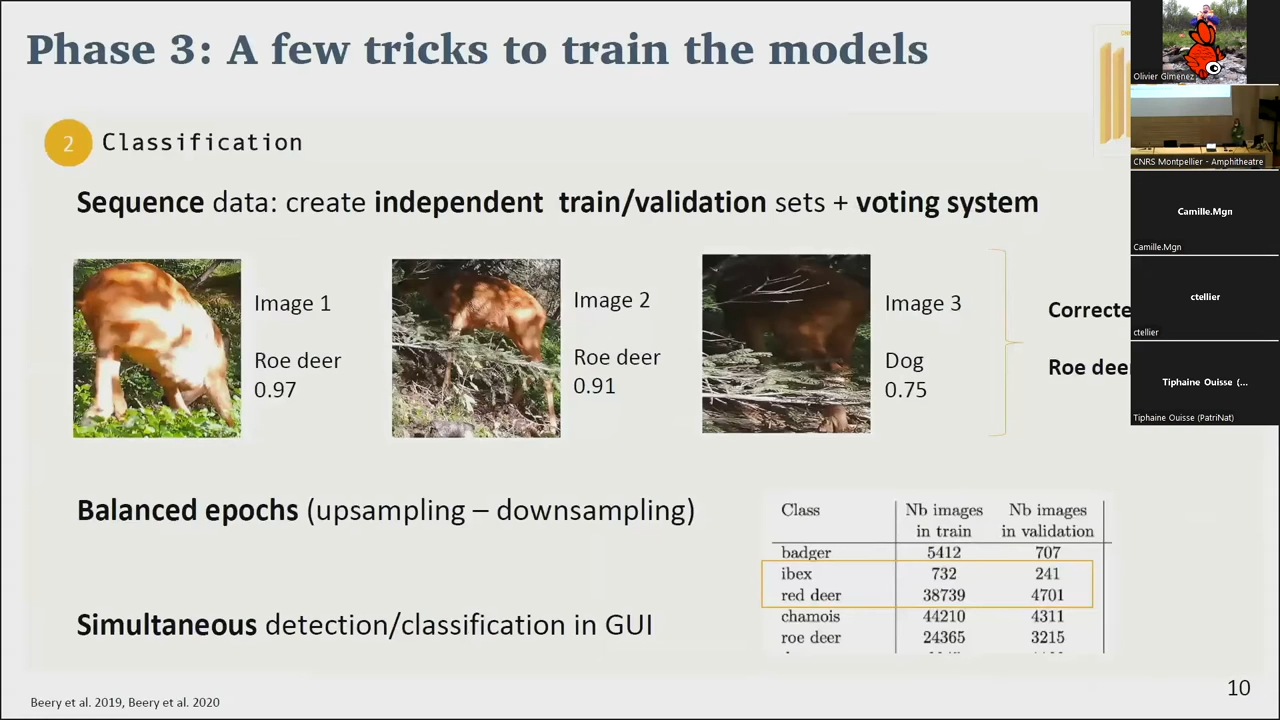 Phase 3: A few tricks to train the models
2 Classification
Sequence data: create independent train/validation sets + voting system
Image 1
Roe deer
0.97
Image 2
Roe deer
0.91
Image 3
Dog
0.75
Correcte
Roe deer
Balanced epochs (upsampling – downsampling)
Simultaneous detection/classification in GUI
Class Nb images in train Nb images in validation
badger 5412 707
ibex 732 241
red deer 38739 4701
chamois 44210 4311
roe deer 24365 3215
Beery et al. 2019, Beery et al. 2020
10
Olivier Gimenez
CNRS Montpellier - Amphitheatre
Camille.Mgn
Camille.Mgn
ctellier
ctellier
Tiphaine Ouisse (...
Tiphaine Ouisse (PatriNat)